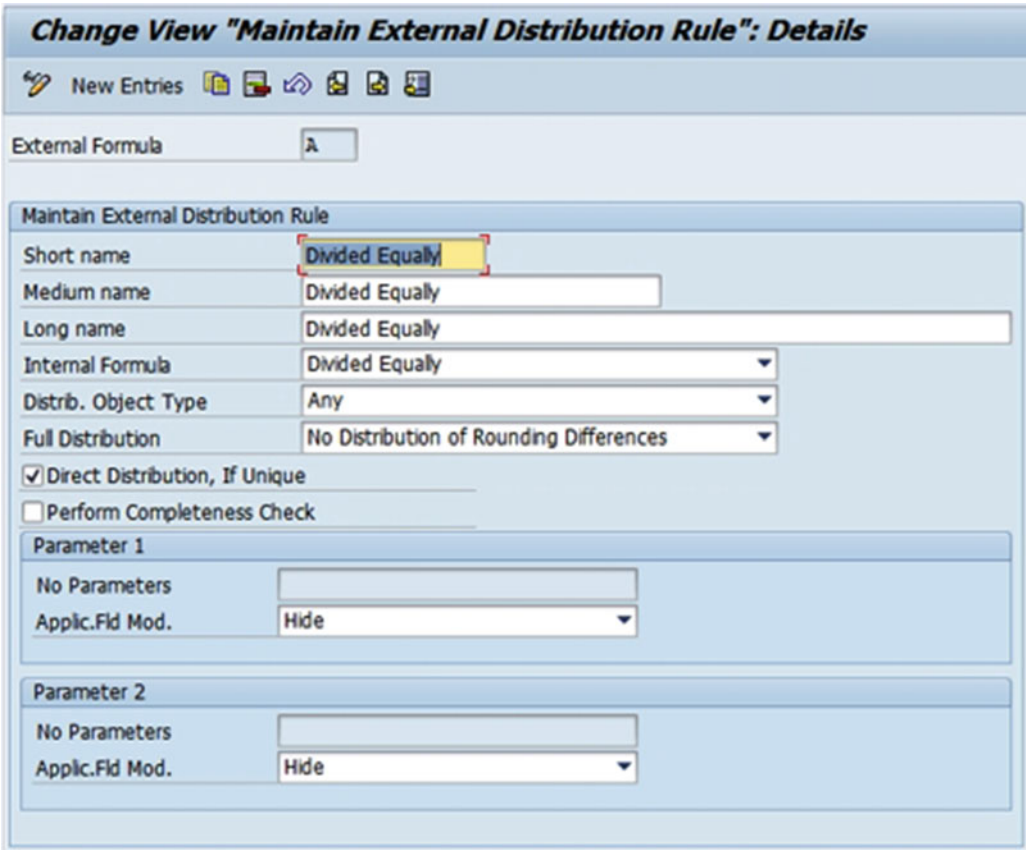 Change View "Maintain External Distribution Rule": Details
New Entries
External Formula A
Maintain External Distribution Rule
Short name Divided Equally
Medium name Divided Equally
Long name Divided Equally
Internal Formula Divided Equally
Distrib. Object Type Any
Full Distribution No Distribution of Rounding Differences
Direct Distribution, If Unique
Perform Completeness Check
Parameter 1
No Parameters
Applic.Fld Mod. Hide
Parameter 2
No Parameters
Applic.Fld Mod. Hide